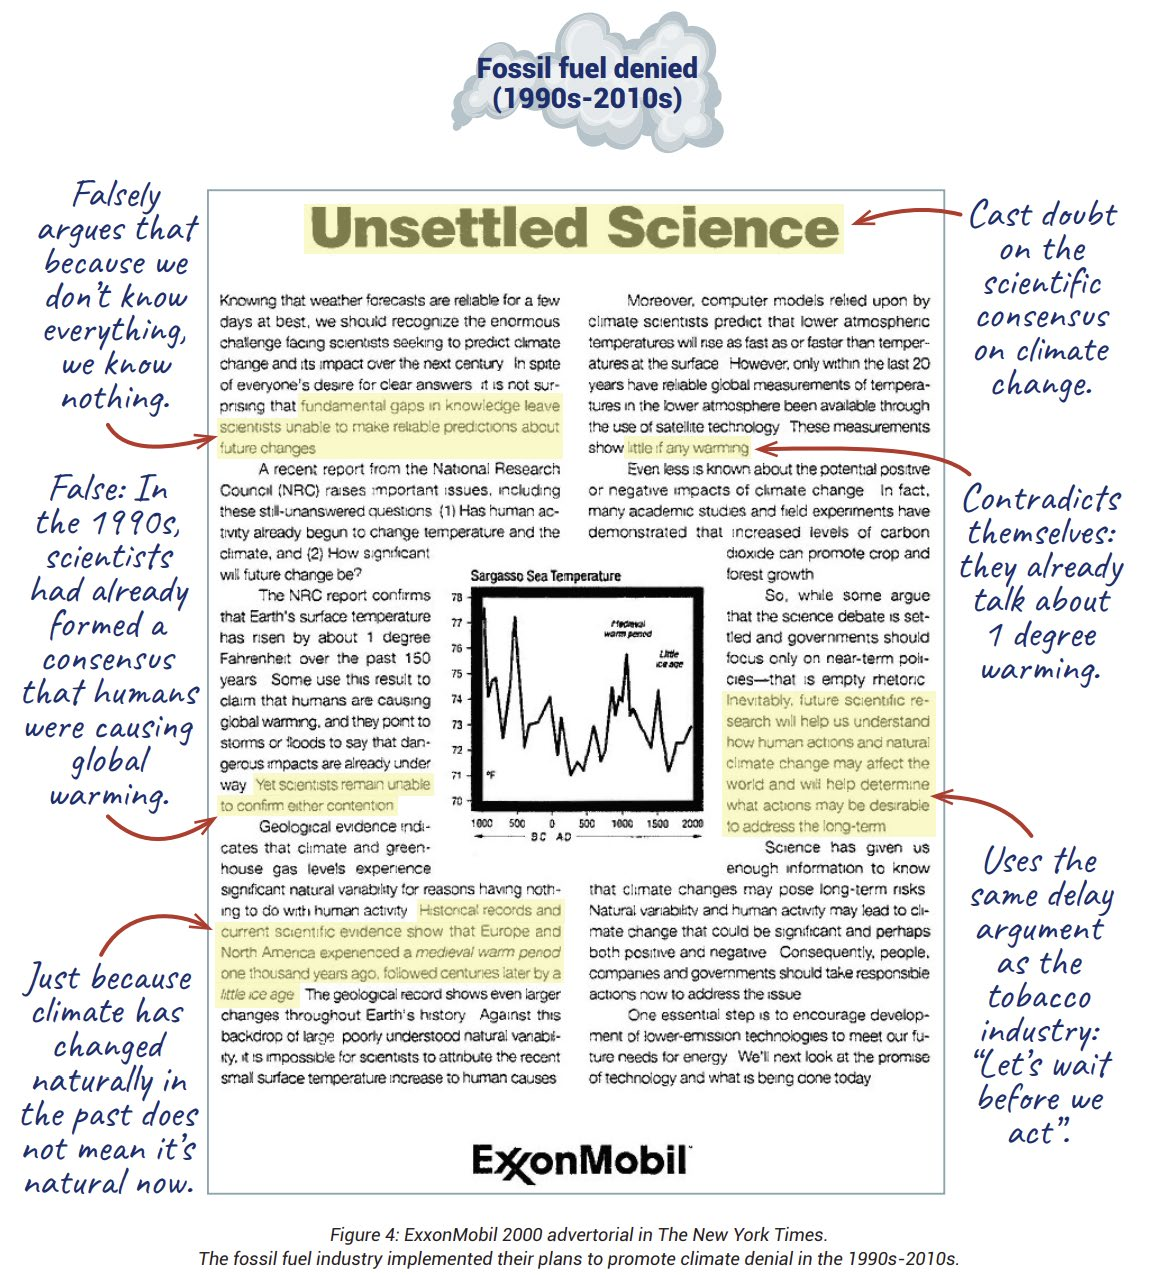 Fossil fuel denied
(1990s-2010s)
Falsely
argues that
because we
don't know
everything,
we know
nothing.
False: In
the 1990s,
scientists
had already
formed a
consensus
that humans
were causing
global
warming.
Just because
climate has
changed
naturally in
the past does
not mean it's
natural now.
Unsettled Science
Knowing that weather forecasts are reliable for a few
days at best, we should recognize the enormous
challenge facing scientists seeking to predict climate
change and its impact over the next century In spite
of everyone's desire for clear answers it is not sur-
prising that fundamental gaps in knowledge leave
scientists unable to make reliable predictions about
future changes
A recent report from the National Research
Council (NRC) raises important issues, including
these still-unanswered questions (1) Has human ac-
tivity already begun to change temperature and the
climate, and (2) How significant
will future change be?
The NRC report confirms
that Earth's surface temperature
has risen by about 1 degree
Fahrenheit over the past 150
years Some use this result to
claim that humans are causing
global warming, and they point to
storms or floods to say that dan-
gerous impacts are already under
way Yet scientists remain unable
to confirm either contention
Geological evidence indi-
cates that climate and green-
house gas levels experience
significant natural variability for reasons having noth-
ing to do with human activity Historical records and
current scientific evidence show that Europe and
North America experienced a medieval warm period
one thousand years ago, followed centuries later by a
little ice age The geological record shows even larger
changes throughout Earth's history Against this
backdrop of large poorly understood natural variabil-
ity, it is impossible for scientists to attribute the recent
small surface temperature increase to human causes
Sargasso Sea Temperature
78
77
76
75
74
73
72
71
70
Medieval
warm period
Little
ice age
°F
1000 500 0 500 1000 1500 2000
BC AD
Moreover, computer models relied upon by
climate scientists predict that lower atmospheric
temperatures will rise as fast as or faster than temper-
atures at the surface However, only within the last 20
years have reliable global measurements of tempera-
tures in the lower atmosphere been available through
the use of satellite technology These measurements
show little if any warming
Even less is known about the potential positive
or negative impacts of climate change In fact,
many academic studies and field experiments have
demonstrated that increased levels of carbon
dioxide can promote crop and
forest growth
So, while some argue
that the science debate is set-
tled and governments should
focus only on near-term poli-
cies—that is empty rhetoric
Inevitably, future scientific re-
search will help us understand
how human actions and natural
climate change may affect the
world and will help determine
what actions may be desirable
to address the long-term
Science has given us
enough information to know
that climate changes may pose long-term risks
Natural variability and human activity may lead to cli-
mate change that could be significant and perhaps
both positive and negative Consequently, people,
companies and governments should take responsible
actions now to address the issue
One essential step is to encourage develop-
ment of lower-emission technologies to meet our fu-
ture needs for energy We'll next look at the promise
of technology and what is being done today
ExxonMobil
Cast doubt
on the
scientific
consensus
on climate
change.
Contradicts
themselves:
they already
talk about
1 degree
warming.
Uses the
same delay
argument
as the
tobacco
industry:
“Let's wait
before we
act”.
Figure 4: ExxonMobil 2000 advertorial in The New York Times.
The fossil fuel industry implemented their plans to promote climate denial in the 1990s-2010s.